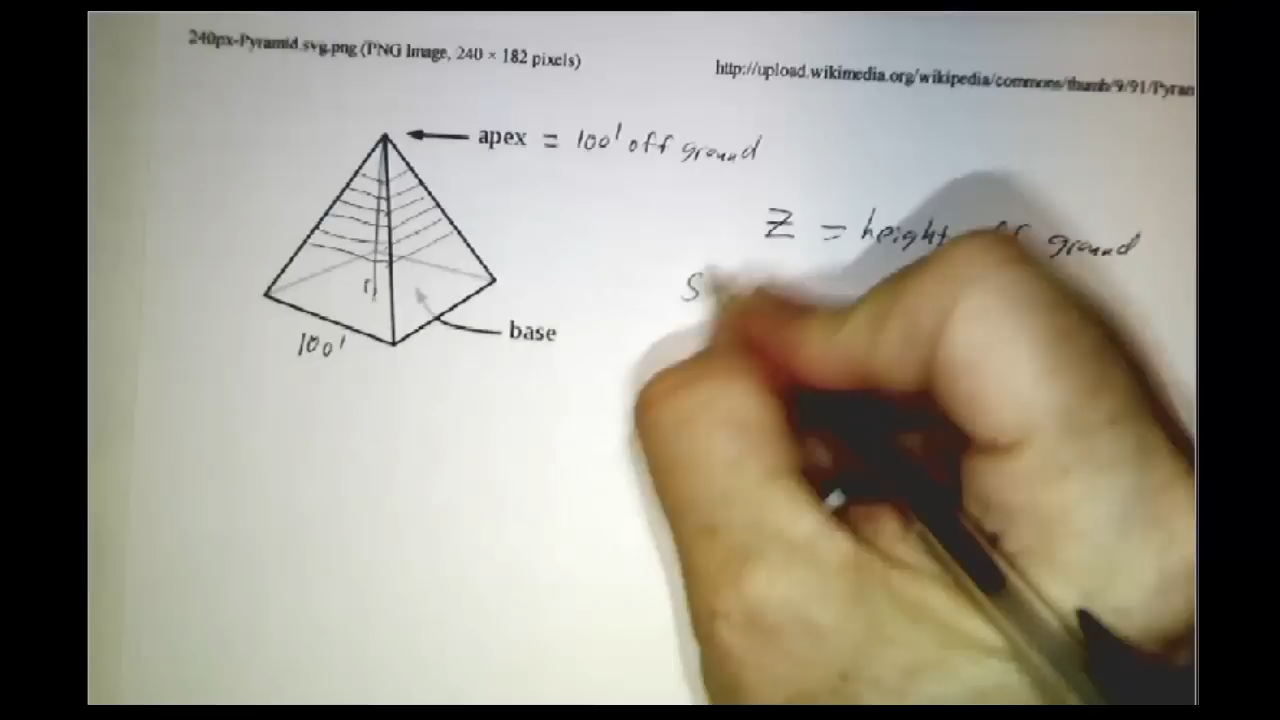 240px-Pyramid.svg.png (PNG Image, 240 × 182 pixels)
http://upload.wikimedia.org/wikipedia/commons/thumb/9/91/Pyran
apex = 100' off ground
Z = height off ground
S
base
100'